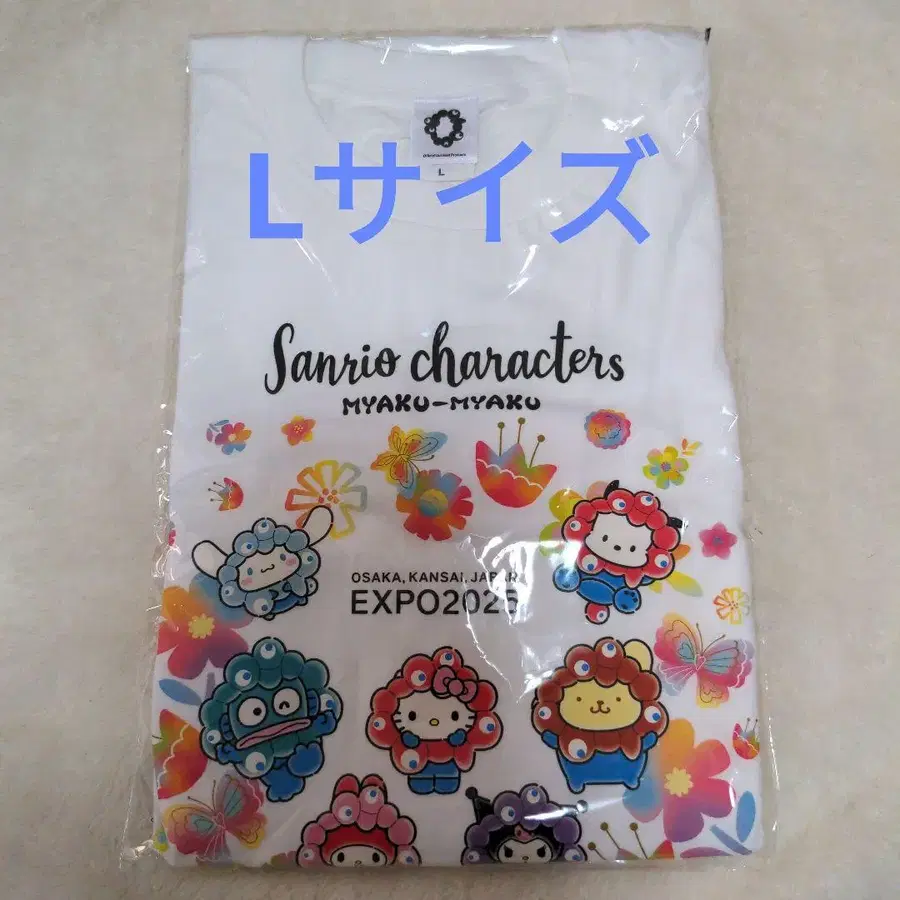 L
Lサイズ
Sanrio characters
MYAKU-MYAKU
OSAKA, KANSAI, JAPAN
EXPO2025